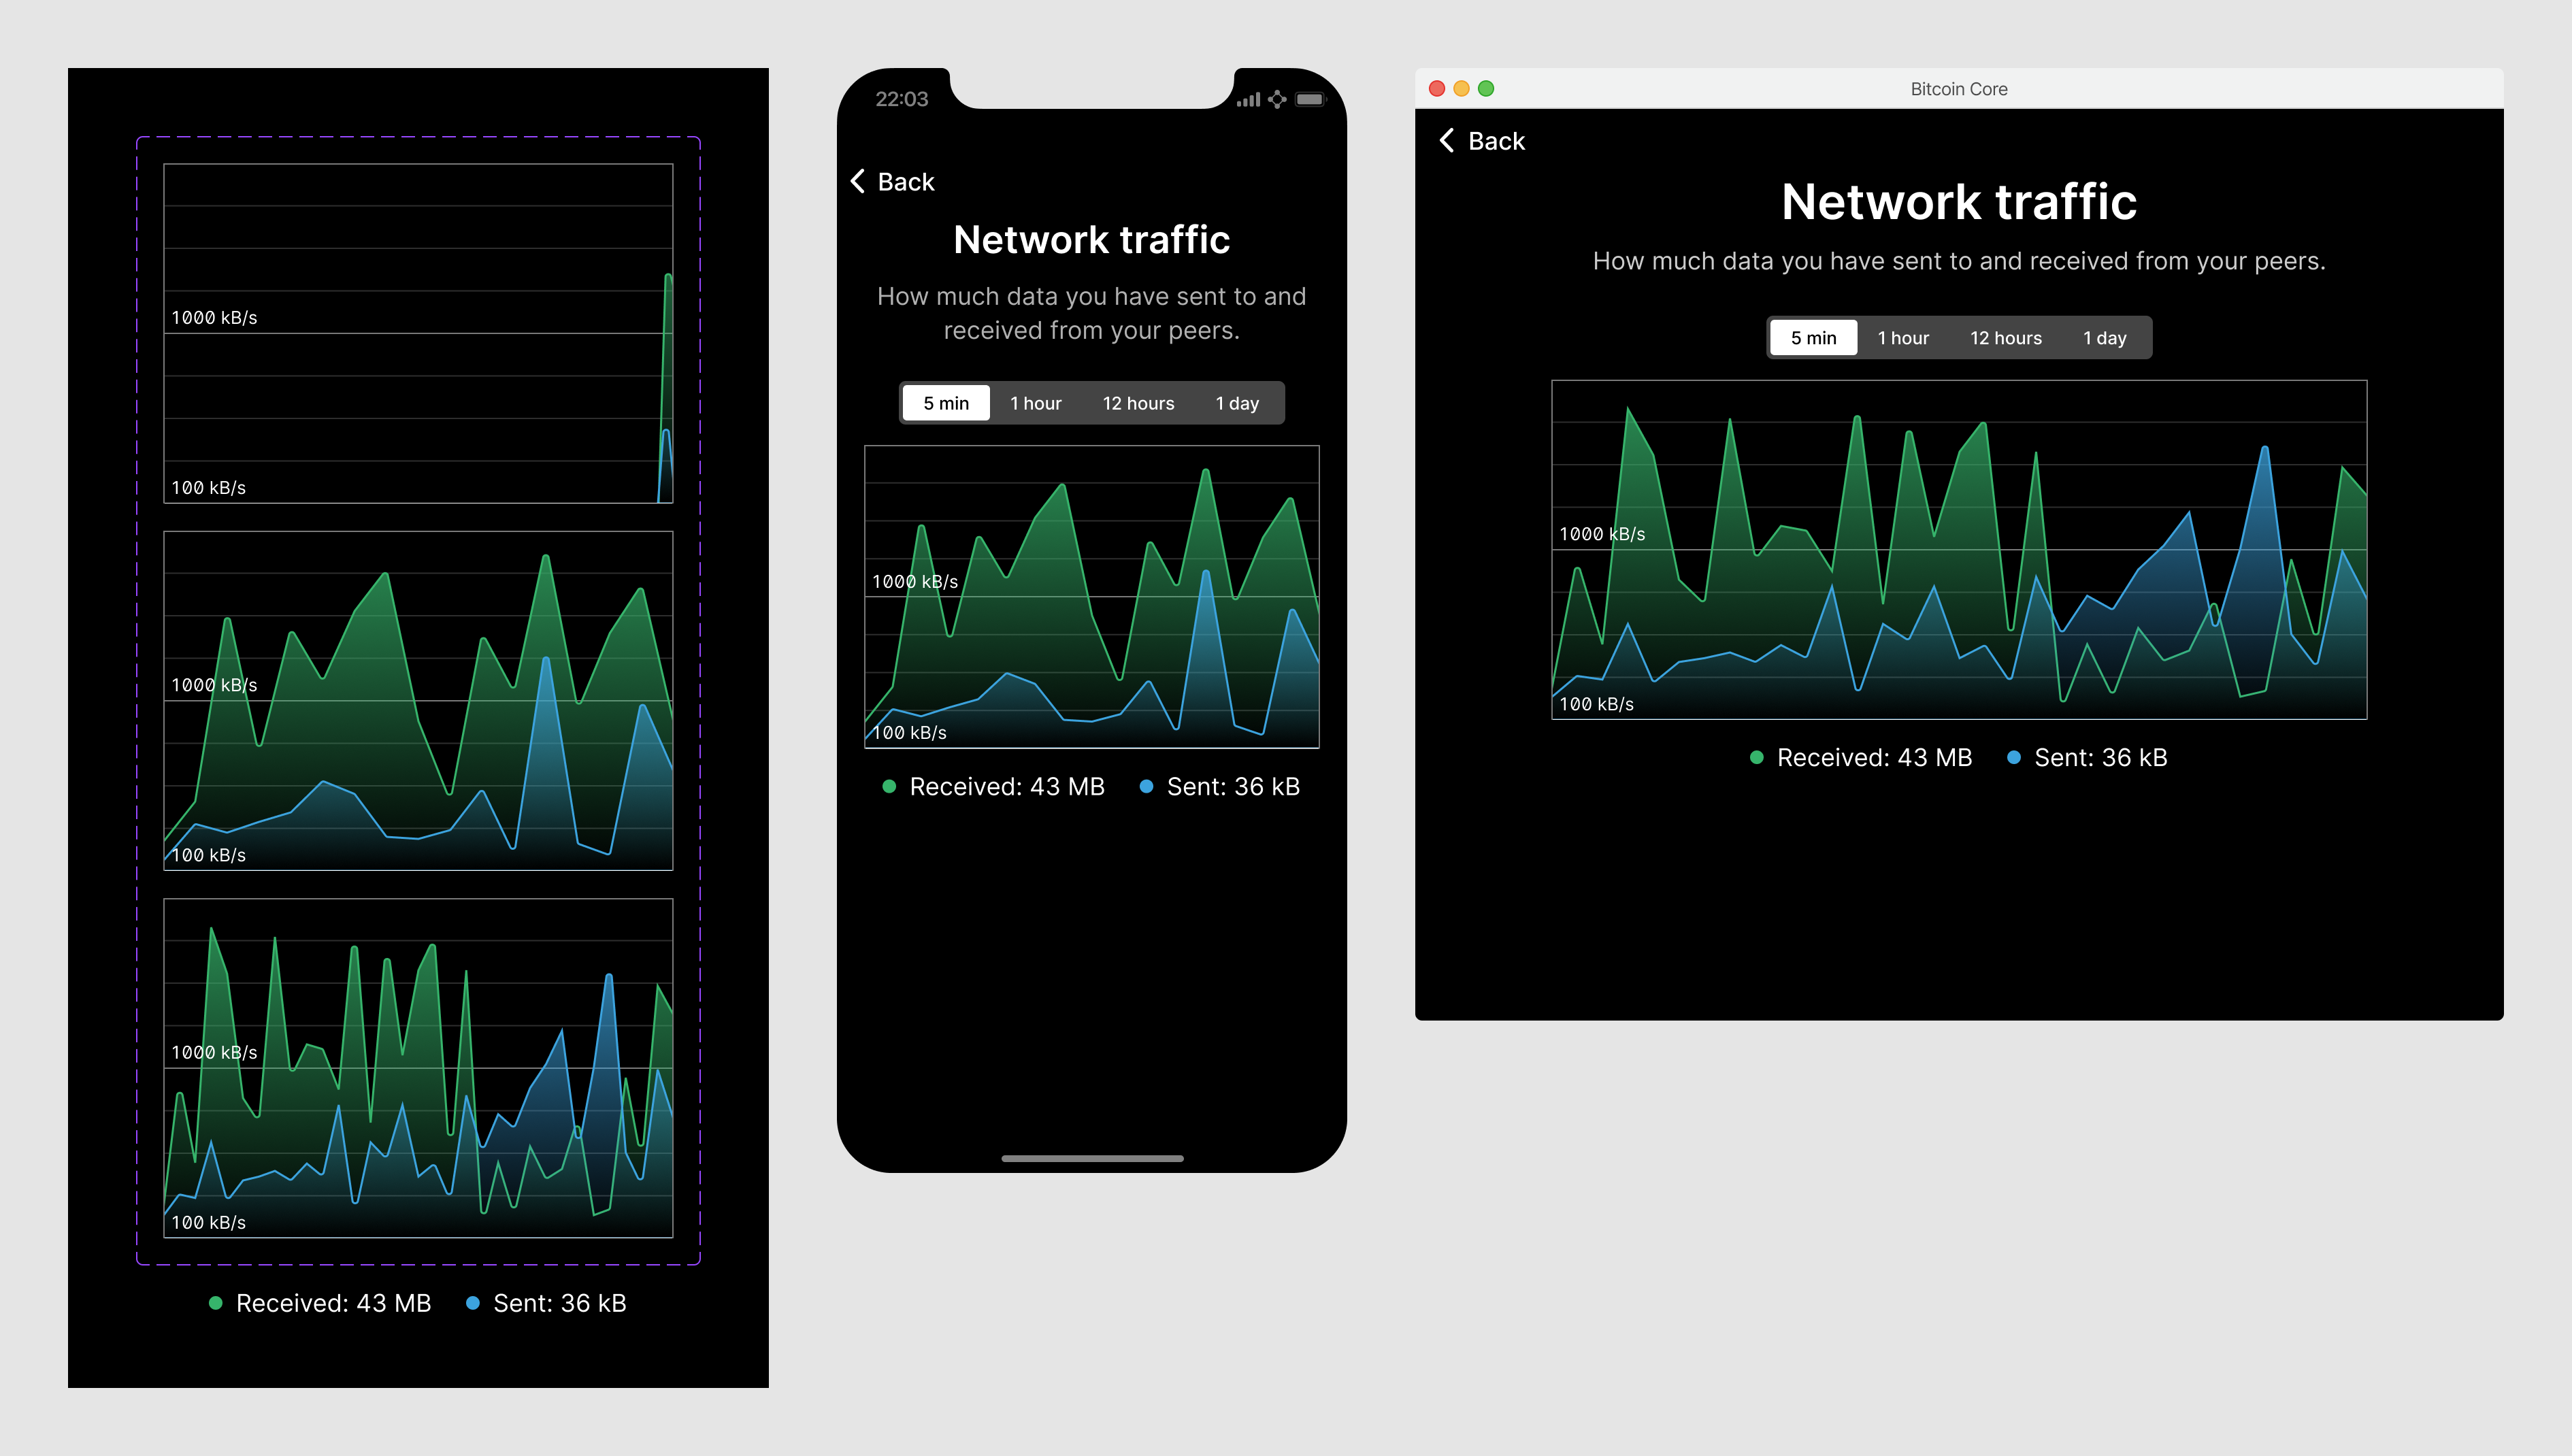 1000 kB/s
100 kB/s
1000 kB/s
100 kB/s
1000 kB/s
100 kB/s
Received: 43 MB Sent: 36 kB
22:03
Back
Network traffic
How much data you have sent to and
received from your peers.
5 min 1 hour 12 hours 1 day
1000 kB/s
100 kB/s
Received: 43 MB Sent: 36 kB
Bitcoin Core
Back
Network traffic
How much data you have sent to and received from your peers.
5 min 1 hour 12 hours 1 day
1000 kB/s
100 kB/s
Received: 43 MB Sent: 36 kB